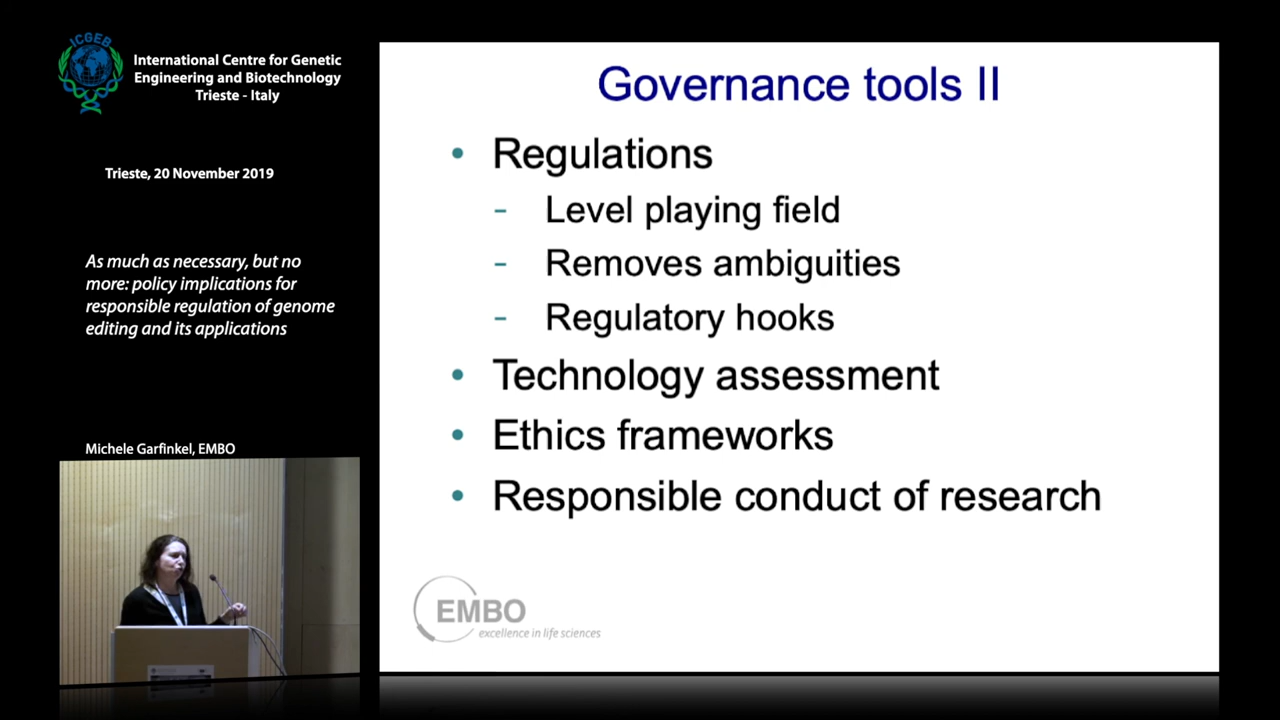 ICGEB
International Centre for Genetic
Engineering and Biotechnology
Trieste - Italy
Trieste, 20 November 2019
As much as necessary, but no
more: policy implications for
responsible regulation of genome
editing and its applications
Michele Garfinkel, EMBO
Governance tools II
• Regulations
- Level playing field
- Removes ambiguities
- Regulatory hooks
• Technology assessment
• Ethics frameworks
• Responsible conduct of research
EMBO
excellence in life sciences